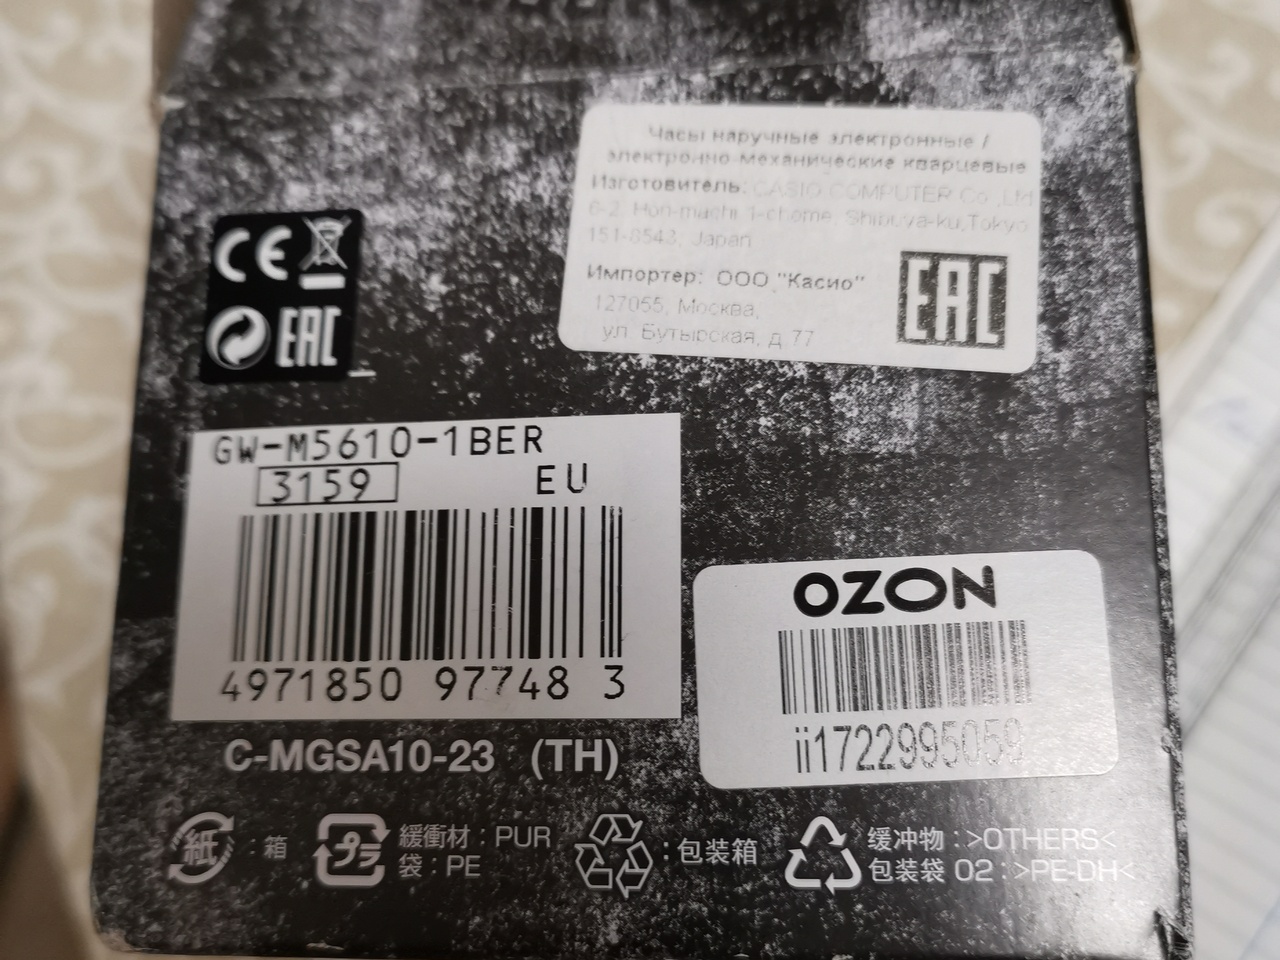 Часы наручные электронные /
электронно-механические кварцевые
Изготовитель: CASIO COMPUTER Co.,Ltd
6-2, Hon-machi 1-chome, Shibuya-ku,Tokyo
151-8543, Japan
Импортер: ООО "Касио"
127055, Москва,
ул. Бутырская, д.77
EAC
CE
EAC
GW-M5610-1BER
3159
EU
4971850 97748 3
OZON
ii1722995059
C-MGSA10-23 (TH)
紙 : 箱
プラ 緩衝材 : PUR
袋 : PE
: 包装箱
缓冲物 : >OTHERS<
包装袋 02 : >PE-DH<